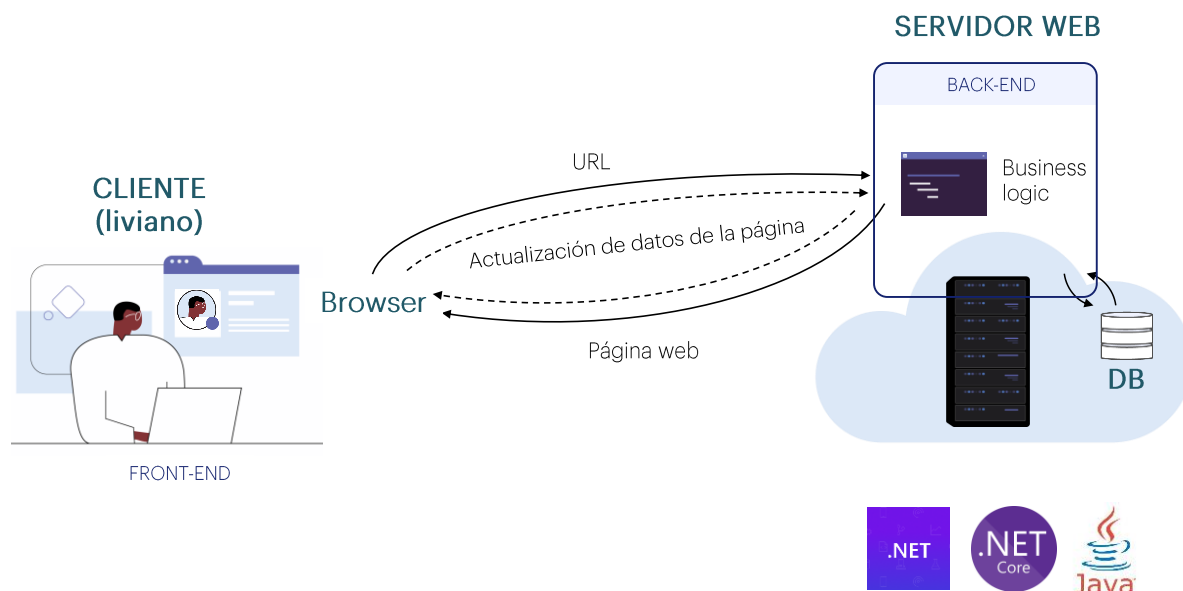 SERVIDOR WEB
BACK-END
Business
logic
URL
CLIENTE
(liviano)
Actualización de datos de la página
Browser
Página web
DB
FRONT-END
.NET
.NET
Core
Java